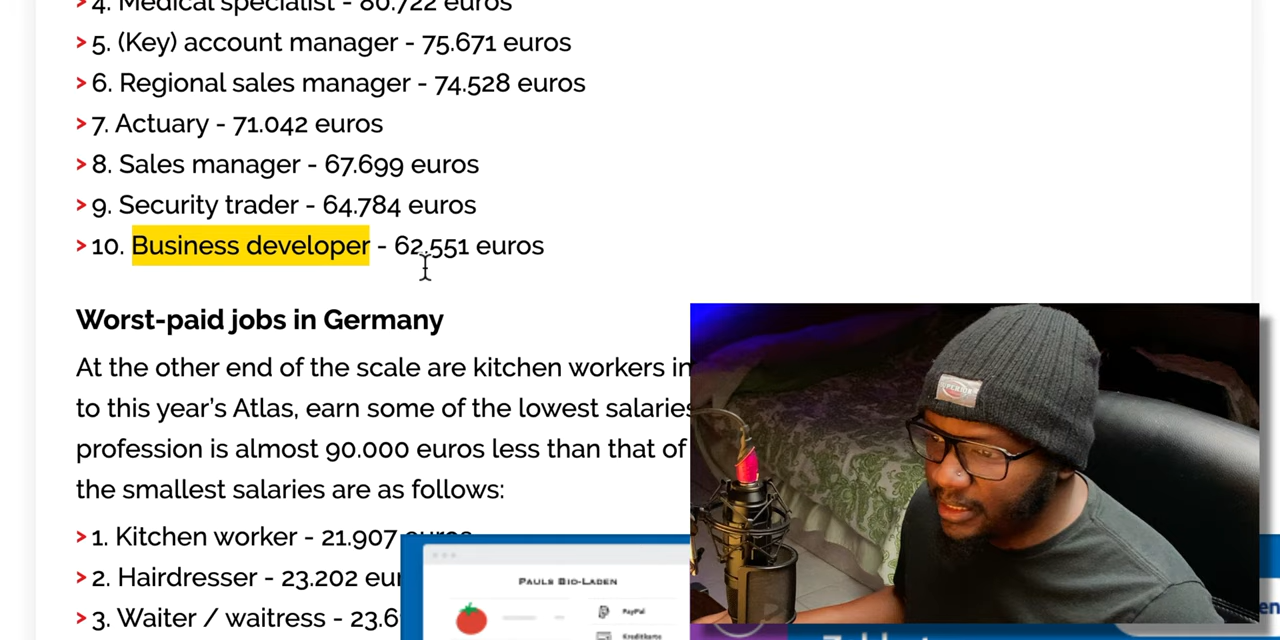 > 4. Medical specialist - 80.722 euros
> 5. (Key) account manager - 75.671 euros
> 6. Regional sales manager - 74.528 euros
> 7. Actuary - 71.042 euros
> 8. Sales manager - 67.699 euros
> 9. Security trader - 64.784 euros
> 10. Business developer - 62.551 euros
Worst-paid jobs in Germany
At the other end of the scale are kitchen workers in
to this year's Atlas, earn some of the lowest salaries
profession is almost 90.000 euros less than that of
the smallest salaries are as follows:
> 1. Kitchen worker - 21.907 euros
> 2. Hairdresser - 23.202 eur
> 3. Waiter / waitress - 23.6
PAULS BIO-LADEN
PayPal
Kreditkarte
en